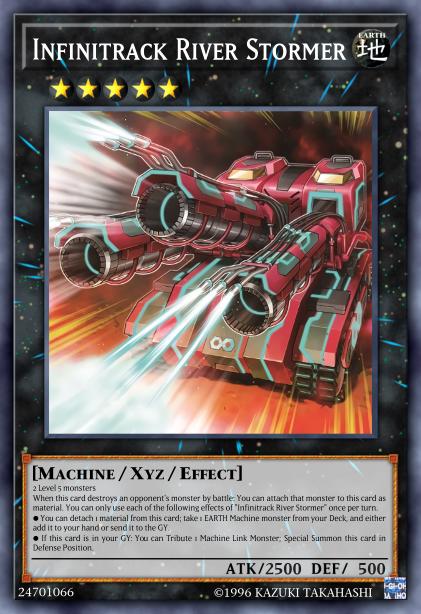 INFINITRACK RIVER STORMER
EARTH
地
[MACHINE / XYZ / EFFECT]
2 Level 5 monsters
When this card destroys an opponent's monster by battle: You can attach that monster to this card as
material. You can only use each of the following effects of "Infinitrack River Stormer" once per turn.
● You can detach 1 material from this card; take 1 EARTH Machine monster from your Deck, and either
add it to your hand or send it to the GY.
● If this card is in your GY: You can Tribute 1 Machine Link Monster; Special Summon this card in
Defense Position.
ATK/2500 DEF/ 500
24701066
©1996 KAZUKI TAKAHASHI